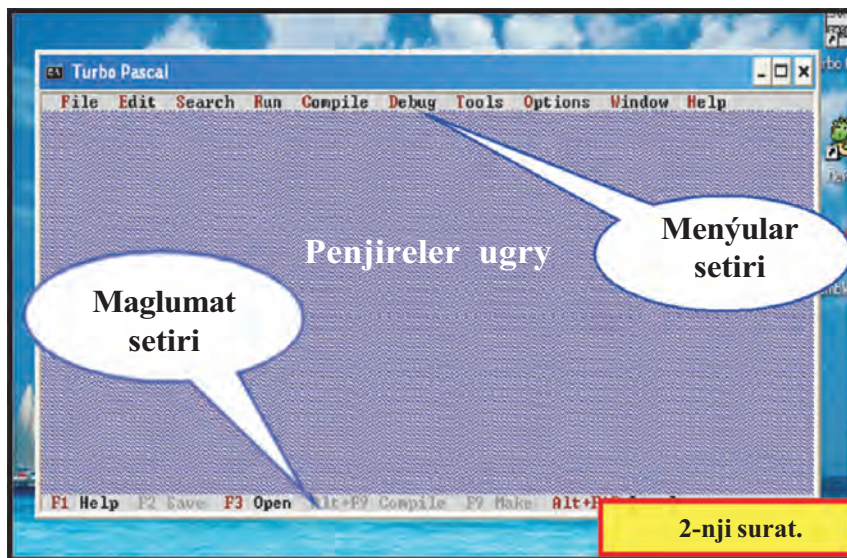 Turbo Pascal
File Edit Search Run Compile Debug Tools Options Window Help
Menýular
setiri
Penjireler ugry
Maglumat
setiri
F1 Help F2 Save F3 Open Alt+F9 Compile F9 Make
2-nji surat.